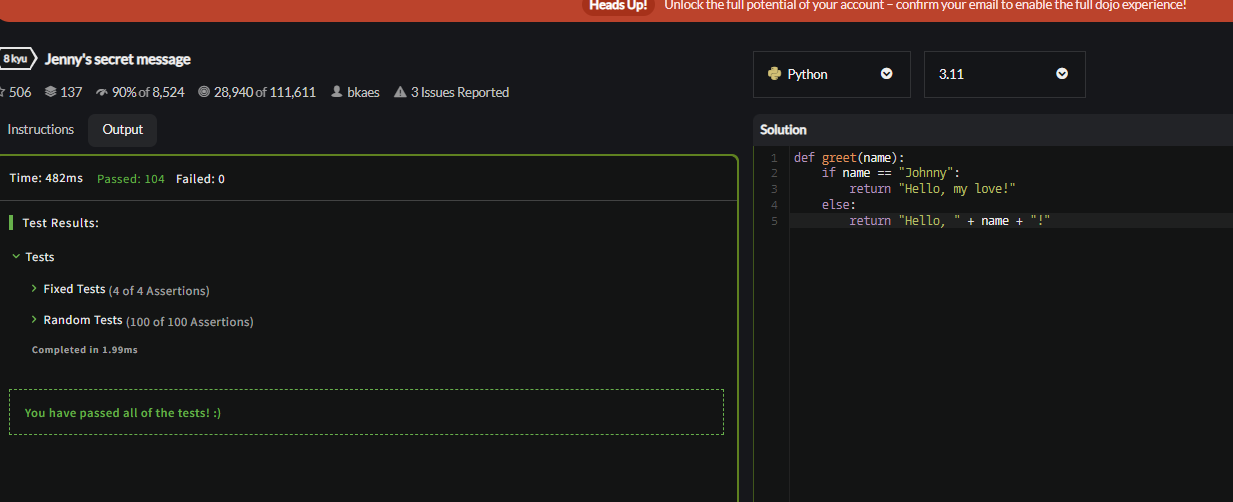 Heads Up! Unlock the full potential of your account – confirm your email to enable the full dojo experience!
8 kyu Jenny's secret message
506 137 90% of 8,524 28,940 of 111,611 bkaes 3 Issues Reported
Python 3.11
Instructions Output
Time: 482ms Passed: 104 Failed: 0
Test Results:
Tests
Fixed Tests (4 of 4 Assertions)
Random Tests (100 of 100 Assertions)
Completed in 1.99ms
You have passed all of the tests! :)
Solution
1 def greet(name):
2     if name == "Johnny":
3         return "Hello, my love!"
4     else:
5         return "Hello, " + name + "!"